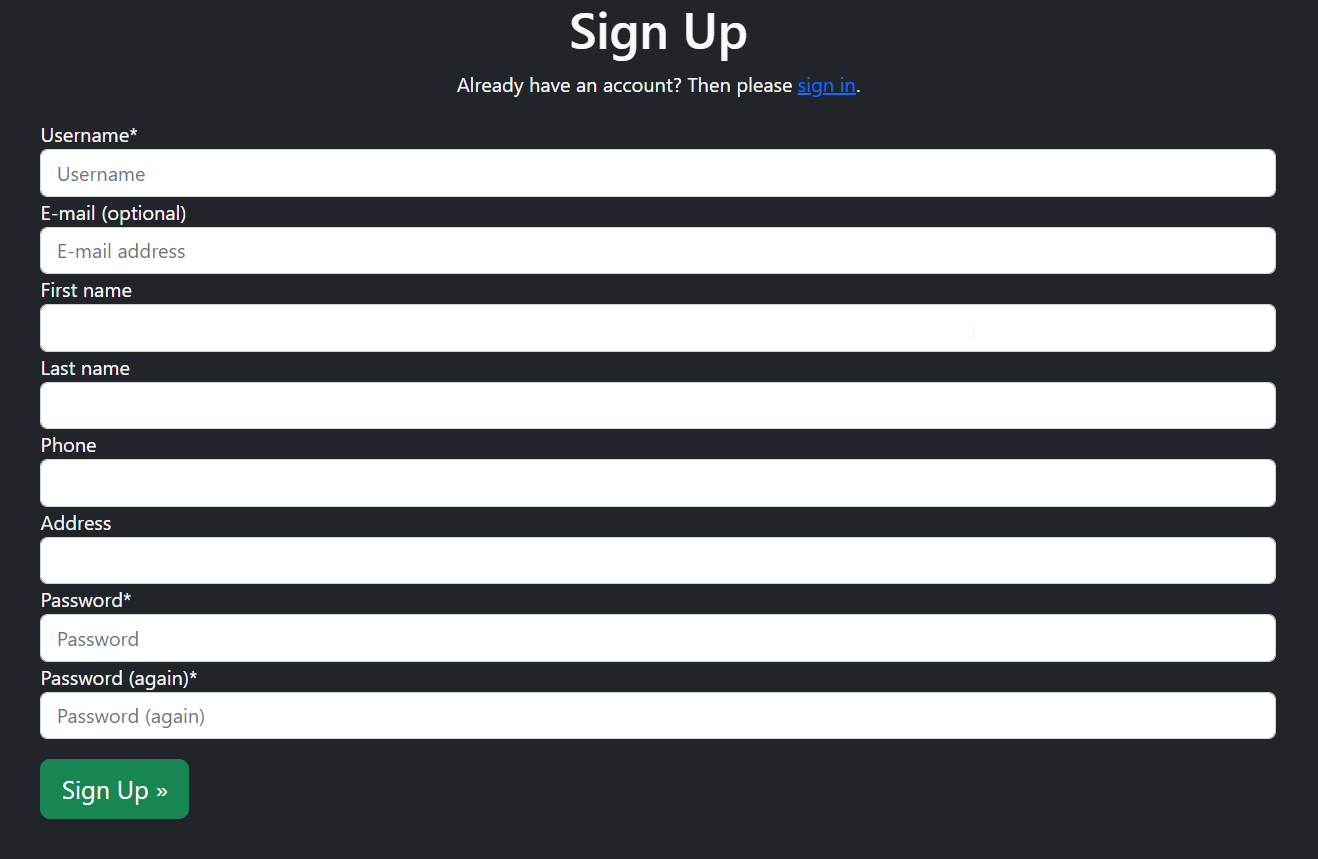 Sign Up
Already have an account? Then please sign in.
Username*
Username
E-mail (optional)
E-mail address
First name
Last name
Phone
Address
Password*
Password
Password (again)*
Password (again)
Sign Up »